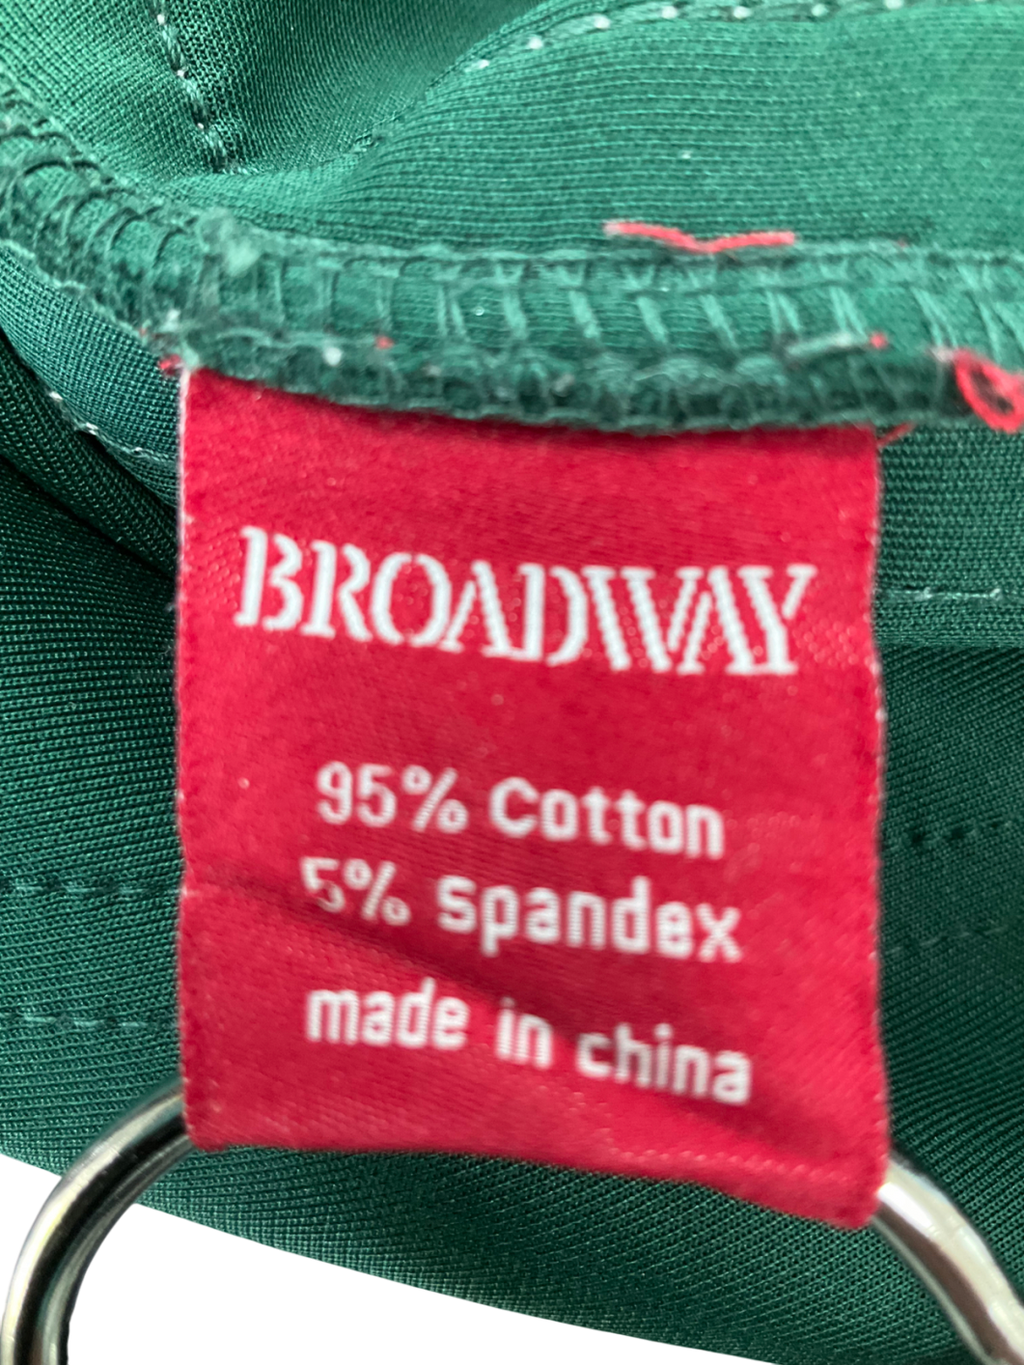 BROADWAY
95% Cotton
5% Spandex
made in china